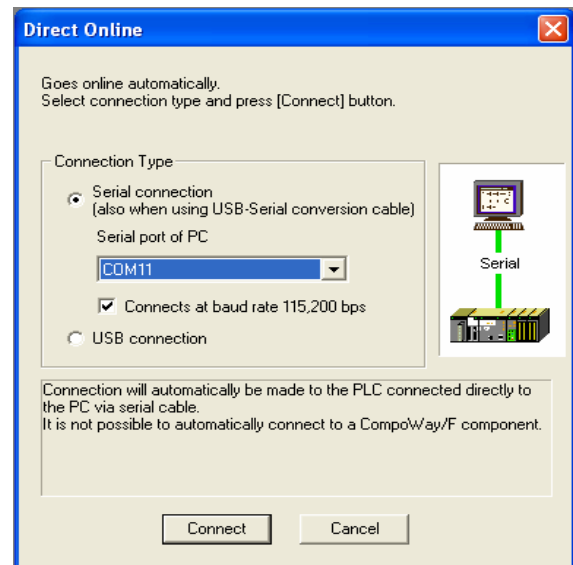 Direct Online
Goes online automatically.
Select connection type and press [Connect] button.
Connection Type
Serial connection
(also when using USB-Serial conversion cable)
Serial port of PC
COM11
Connects at baud rate 115,200 bps
USB connection
Serial
Connection will automatically be made to the PLC connected directly to
the PC via serial cable.
It is not possible to automatically connect to a CompoWay/F component.
Connect
Cancel